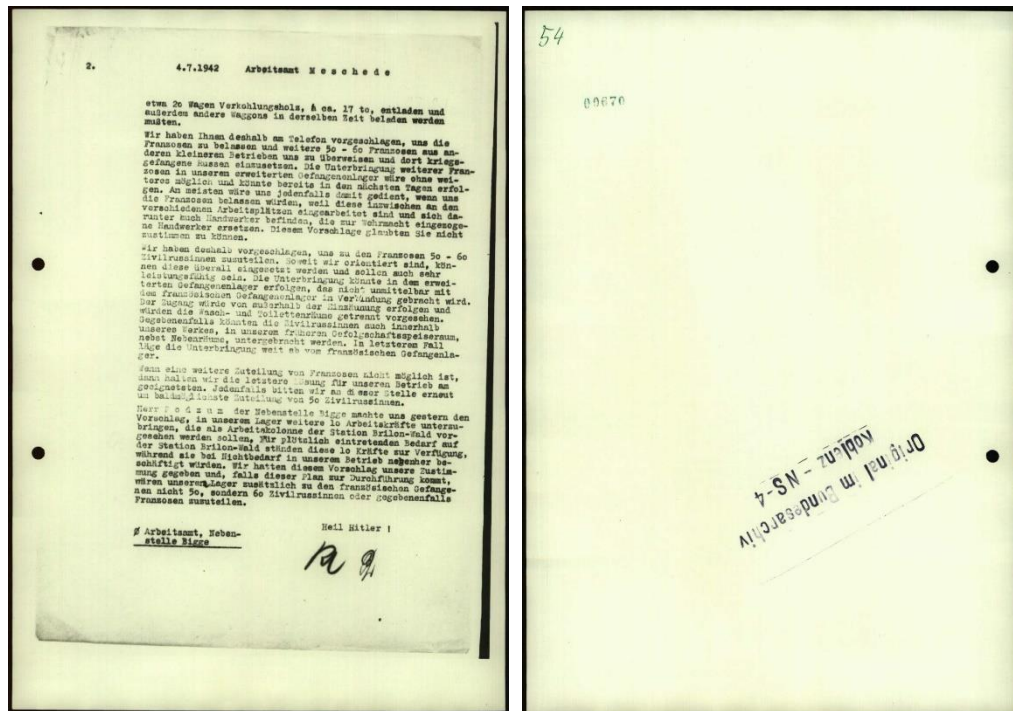 2. 4.7.1942 Arbeitsamt M e s c h e d e
etwa 20 Wagen Verkohlungsholz, à ca. 17 to, entladen und
außerdem andere Waggons in derselben Zeit beladen werden
mußten.
Wir haben Ihnen deshalb am Telefon vorgeschlagen, uns die
Franzosen zu belassen und weitere 50 - 60 Franzosen aus an-
deren kleineren Betrieben uns zu überweisen und dort kriegs-
gefangene Russen einzusetzen. Die Unterbringung weiterer Fran-
zosen in unserem erweiterten Gefangenenlager wäre ohne wei-
teres möglich und könnte bereits in den nächsten Tagen erfol-
gen. Am meisten wäre uns jedenfalls damit gedient, wenn uns
die Franzosen belassen würden, weil diese inzwischen an den
verschiedenen Arbeitsplätzen eingearbeitet sind und sich da-
runter auch Handwerker befinden, die zur Wehrmacht eingezoge-
ne Handwerker ersetzen. Diesem Vorschlage glaubten Sie nicht
zustimmen zu können.
Wir haben deshalb vorgeschlagen, uns zu den Franzosen 50 - 60
Zivilrussinnen zuzuteilen. Soweit wir orientiert sind, kön-
nen diese überall eingesetzt werden und sollen auch sehr
leistungsfähig sein. Die Unterbringung könnte in dem erwei-
terten Gefangenenlager erfolgen, das nicht unmittelbar mit
dem französischen Gefangenenlager in Verbindung gebracht wird.
Der Zugang würde von außerhalb der Einzäunung erfolgen und
würden die Wasch- und Toilettenräume getrennt vorgesehen.
Gegebenenfalls könnten die Zivilrussinnen auch innerhalb
unseres Werkes, in unserem früheren Gefolgschaftsspeiseraum,
nebst Nebenräume, untergebracht werden. In letzterem Fall
läge die Unterbringung weit ab vom französischen Gefangenla-
ger.
Wenn eine weitere Zuteilung von Franzosen nicht möglich ist,
dann halten wir die letztere Lösung für unseren Betrieb am
geeignetsten. Jedenfalls bitten wir an dieser Stelle erneut
um baldmöglichste Zuteilung von 50 Zivilrussinnen.
Herr P o d z u m der Nebenstelle Bigge machte uns gestern den
Vorschlag, in unserem Lager weitere 10 Arbeitskräfte unterzu-
bringen, die als Arbeitskolonne der Station Brilon-Wald vor-
gesehen werden sollen. Für plötzlich eintretenden Bedarf auf
der Station Brilon-Wald ständen diese 10 Kräfte zur Verfügung,
während sie bei Nichtbedarf in unserem Betrieb nebenher be-
schäftigt würden. Wir hatten diesem Vorschlag unsere Zustim-
mung gegeben und, falls dieser Plan zur Durchführung kommt,
wären unserem Lager zusätzlich zu den französischen Gefange-
nen nicht 50, sondern 60 Zivilrussinnen oder gegebenenfalls
Franzosen zuzuteilen.
Heil Hitler !
Ø Arbeitsamt, Neben-
stelle Bigge
54
09670
Original im Bundesarchiv
Koblenz - NS-4